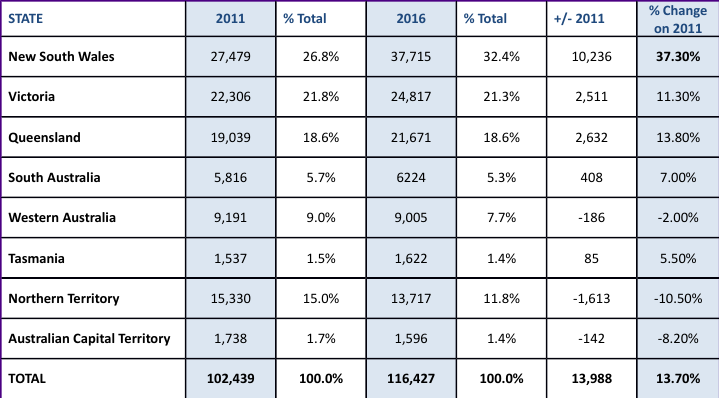 STATE 2011 % Total 2016 % Total +/- 2011 % Change on 2011
New South Wales 27,479 26.8% 37,715 32.4% 10,236 37.30%
Victoria 22,306 21.8% 24,817 21.3% 2,511 11.30%
Queensland 19,039 18.6% 21,671 18.6% 2,632 13.80%
South Australia 5,816 5.7% 6224 5.3% 408 7.00%
Western Australia 9,191 9.0% 9,005 7.7% -186 -2.00%
Tasmania 1,537 1.5% 1,622 1.4% 85 5.50%
Northern Territory 15,330 15.0% 13,717 11.8% -1,613 -10.50%
Australian Capital Territory 1,738 1.7% 1,596 1.4% -142 -8.20%
TOTAL 102,439 100.0% 116,427 100.0% 13,988 13.70%